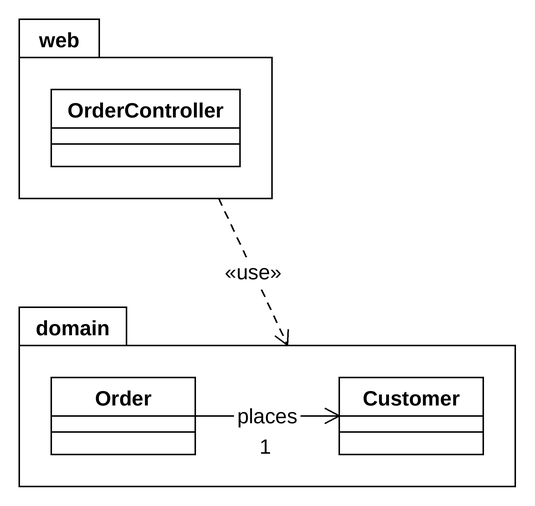 web
OrderController
«use»
domain
Order
places
1
Customer